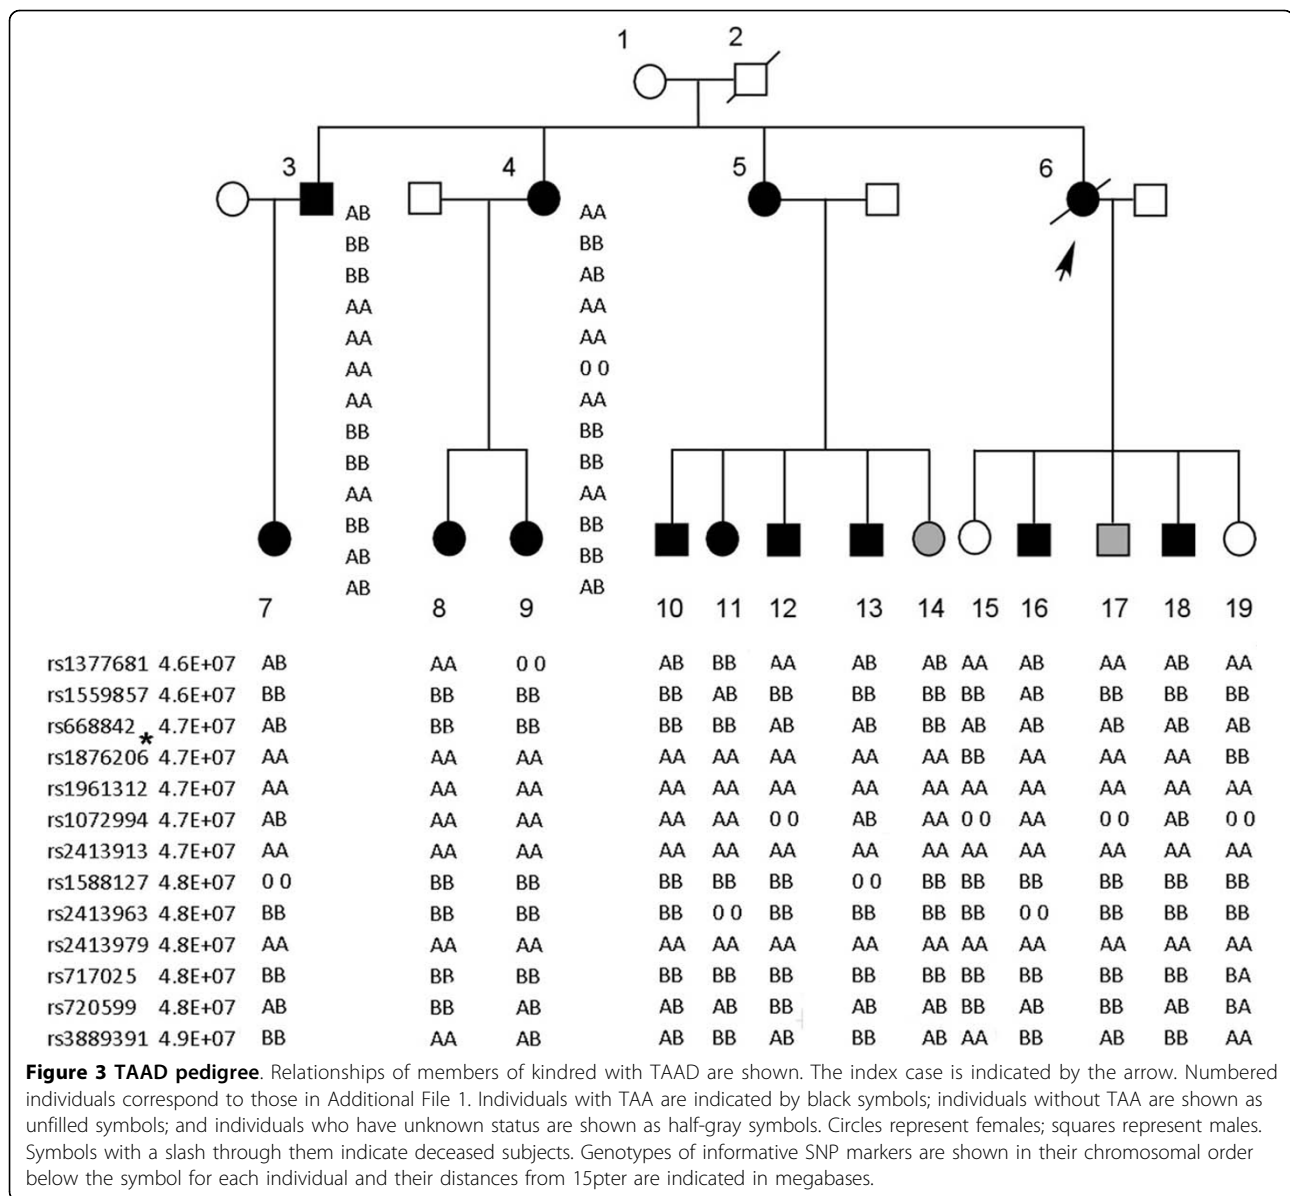 1 2
3 4 5 6
AB AA
BB BB
BB AB
AA AA
AA AA
AA 0 0
AA AA
BB BB
BB BB
AA AA
BB BB
AB BB
AB AB
7 8 9 10 11 12 13 14 15 16 17 18 19
rs1377681 4.6E+07 AB AA 0 0 AB BB AA AB AB AA AB AA AB AA
rs1559857 4.6E+07 BB BB BB BB AB BB BB BB BB AB BB BB BB
rs668842 4.7E+07 AB BB BB BB BB AB AB BB AB AB AB AB AB
*
rs1876206 4.7E+07 AA AA AA AA AA AA AA AA BB AA AA AA BB
rs1961312 4.7E+07 AA AA AA AA AA AA AA AA AA AA AA AA AA
rs1072994 4.7E+07 AB AA AA AA AA 0 0 AB AA 0 0 AA 0 0 AB 0 0
rs2413913 4.7E+07 AA AA AA AA AA AA AA AA AA AA AA AA AA
rs1588127 4.8E+07 0 0 BB BB BB BB BB 0 0 BB BB BB BB BB BB
rs2413963 4.8E+07 BB BB BB BB 0 0 BB BB BB BB 0 0 BB BB BB
rs2413979 4.8E+07 AA AA AA AA AA AA AA AA AA AA AA AA AA
rs717025 4.8E+07 BB BB BB BB BB BB BB BB BB BB BB BB BA
rs720599 4.8E+07 AB BB AB AB AB BB AB AB BB AB BB AB BA
rs3889391 4.9E+07 BB AA AB AB BB AB BB AB AA BB AB BB AA
Figure 3 TAAD pedigree. Relationships of members of kindred with TAAD are shown. The index case is indicated by the arrow. Numbered
individuals correspond to those in Additional File 1. Individuals with TAA are indicated by black symbols; individuals without TAA are shown as
unfilled symbols; and individuals who have unknown status are shown as half-gray symbols. Circles represent females; squares represent males.
Symbols with a slash through them indicate deceased subjects. Genotypes of informative SNP markers are shown in their chromosomal order
below the symbol for each individual and their distances from 15pter are indicated in megabases.